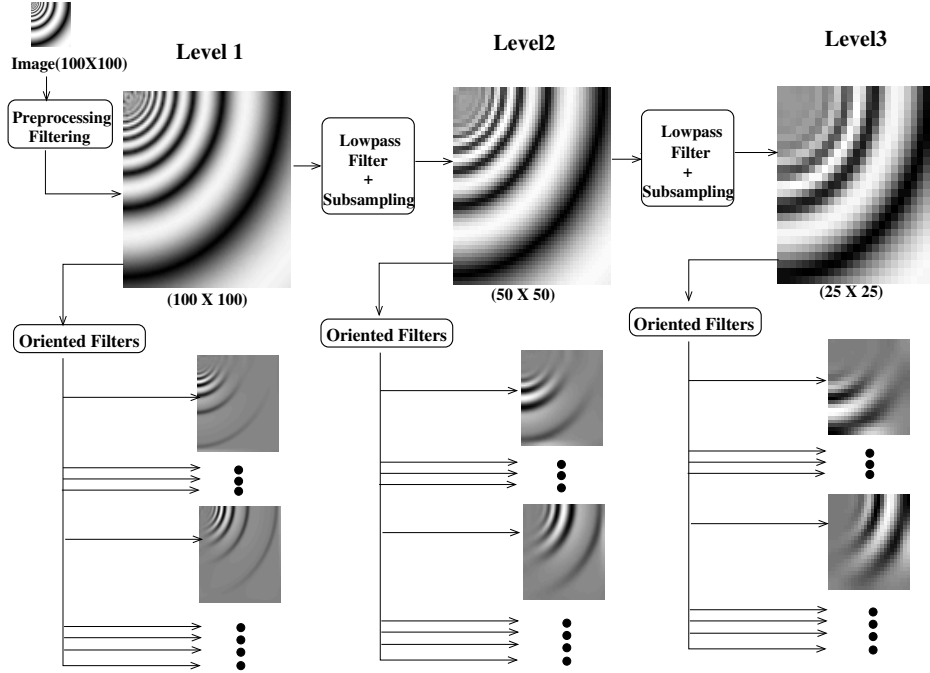 Level 1
Level2
Level3
Image(100X100)
Preprocessing
Filtering
Lowpass
Filter
+
Subsampling
Lowpass
Filter
+
Subsampling
(100 X 100)
(50 X 50)
(25 X 25)
Oriented Filters
Oriented Filters
Oriented Filters